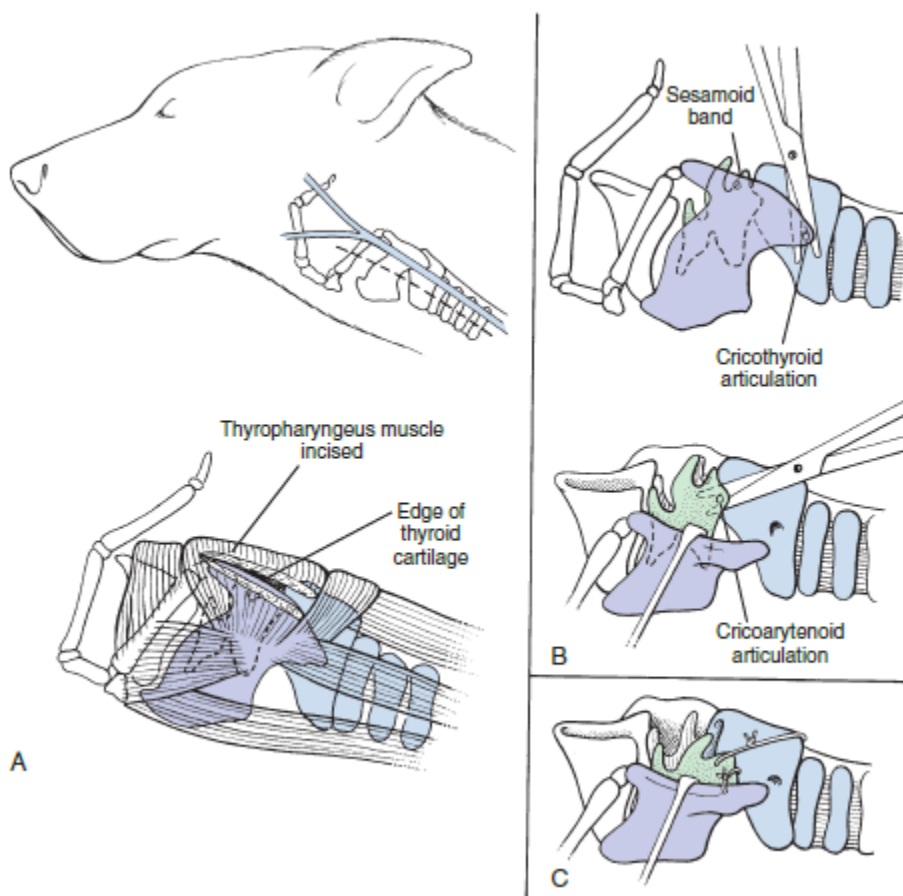 Thyropharyngeus muscle
incised
Edge of
thyroid
cartilage
A
Sesamoid
band
Cricothyroid
articulation
Cricoarytenoid
articulation
B
C